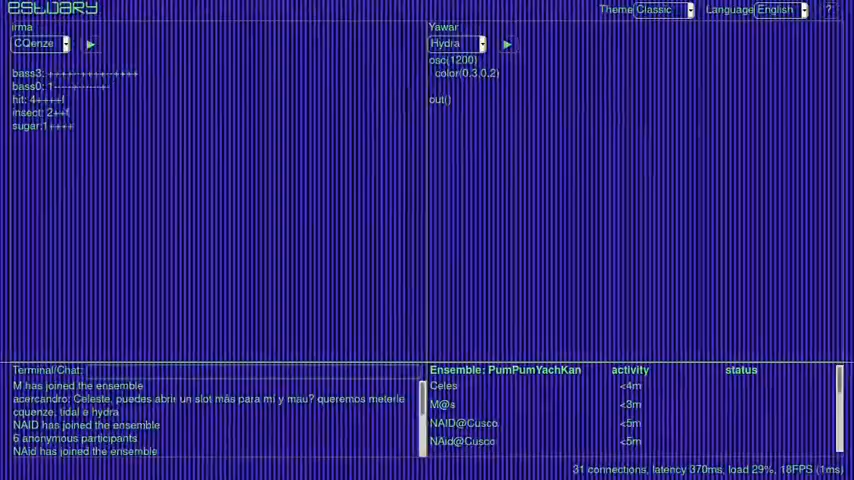 estuary
Theme Classic Language English ?
irma
CQenze
bass3: ++++--+-++++--++++
bass0: 1----+----+-
hit: 4++++f
insect: 2++f
sugar:1++++
Yawar
Hydra
osc(1200)
color(0.3,0.2)
out()
Terminal/Chat:
M has joined the ensemble
acercandro: Celeste, puedes abrir un slot más para mi y mau? queremos meterle
cquenze, tidal e hydra
NAID has joined the ensemble
6 anonymous participants
NAid has joined the ensemble
Ensemble: PumPumYachKan activity status
Celes <4m
M@s <3m
NAID@Cusco <5m
NAid@Cusco <5m
31 connections, latency 370ms, load 29%, 18FPS (1ms)